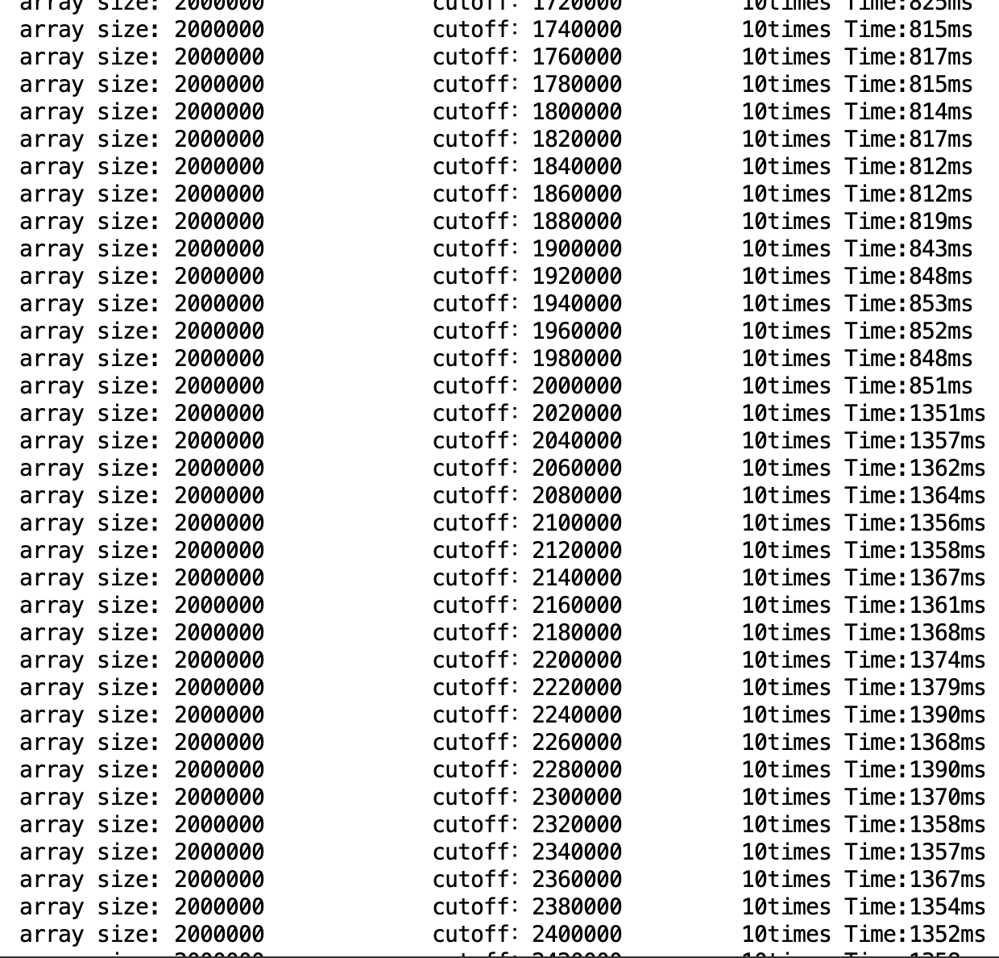 array size: 2000000 cutoff: 1720000 10times Time:825ms
array size: 2000000 cutoff: 1740000 10times Time:815ms
array size: 2000000 cutoff: 1760000 10times Time:817ms
array size: 2000000 cutoff: 1780000 10times Time:815ms
array size: 2000000 cutoff: 1800000 10times Time:814ms
array size: 2000000 cutoff: 1820000 10times Time:817ms
array size: 2000000 cutoff: 1840000 10times Time:812ms
array size: 2000000 cutoff: 1860000 10times Time:812ms
array size: 2000000 cutoff: 1880000 10times Time:819ms
array size: 2000000 cutoff: 1900000 10times Time:843ms
array size: 2000000 cutoff: 1920000 10times Time:848ms
array size: 2000000 cutoff: 1940000 10times Time:853ms
array size: 2000000 cutoff: 1960000 10times Time:852ms
array size: 2000000 cutoff: 1980000 10times Time:848ms
array size: 2000000 cutoff: 2000000 10times Time:851ms
array size: 2000000 cutoff: 2020000 10times Time:1351ms
array size: 2000000 cutoff: 2040000 10times Time:1357ms
array size: 2000000 cutoff: 2060000 10times Time:1362ms
array size: 2000000 cutoff: 2080000 10times Time:1364ms
array size: 2000000 cutoff: 2100000 10times Time:1356ms
array size: 2000000 cutoff: 2120000 10times Time:1358ms
array size: 2000000 cutoff: 2140000 10times Time:1367ms
array size: 2000000 cutoff: 2160000 10times Time:1361ms
array size: 2000000 cutoff: 2180000 10times Time:1368ms
array size: 2000000 cutoff: 2200000 10times Time:1374ms
array size: 2000000 cutoff: 2220000 10times Time:1379ms
array size: 2000000 cutoff: 2240000 10times Time:1390ms
array size: 2000000 cutoff: 2260000 10times Time:1368ms
array size: 2000000 cutoff: 2280000 10times Time:1390ms
array size: 2000000 cutoff: 2300000 10times Time:1370ms
array size: 2000000 cutoff: 2320000 10times Time:1358ms
array size: 2000000 cutoff: 2340000 10times Time:1357ms
array size: 2000000 cutoff: 2360000 10times Time:1367ms
array size: 2000000 cutoff: 2380000 10times Time:1354ms
array size: 2000000 cutoff: 2400000 10times Time:1352ms